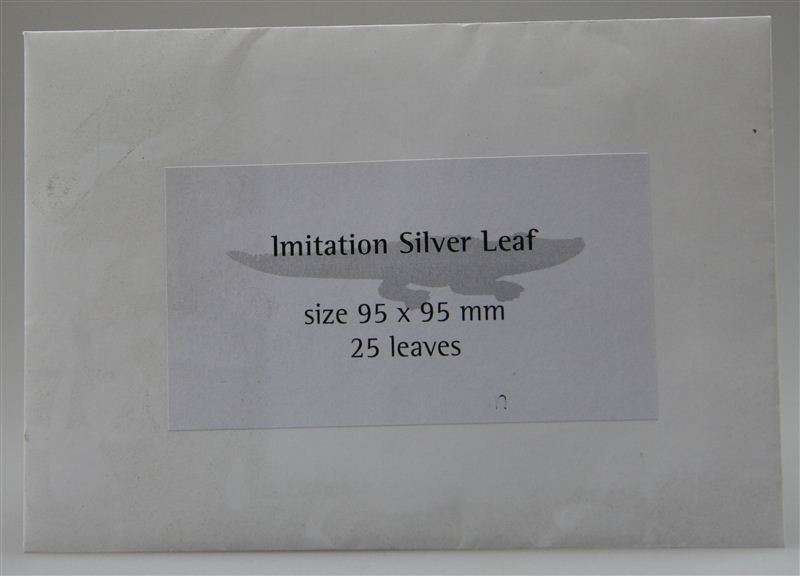 Imitation Silver Leaf
size 95 x 95 mm
25 leaves